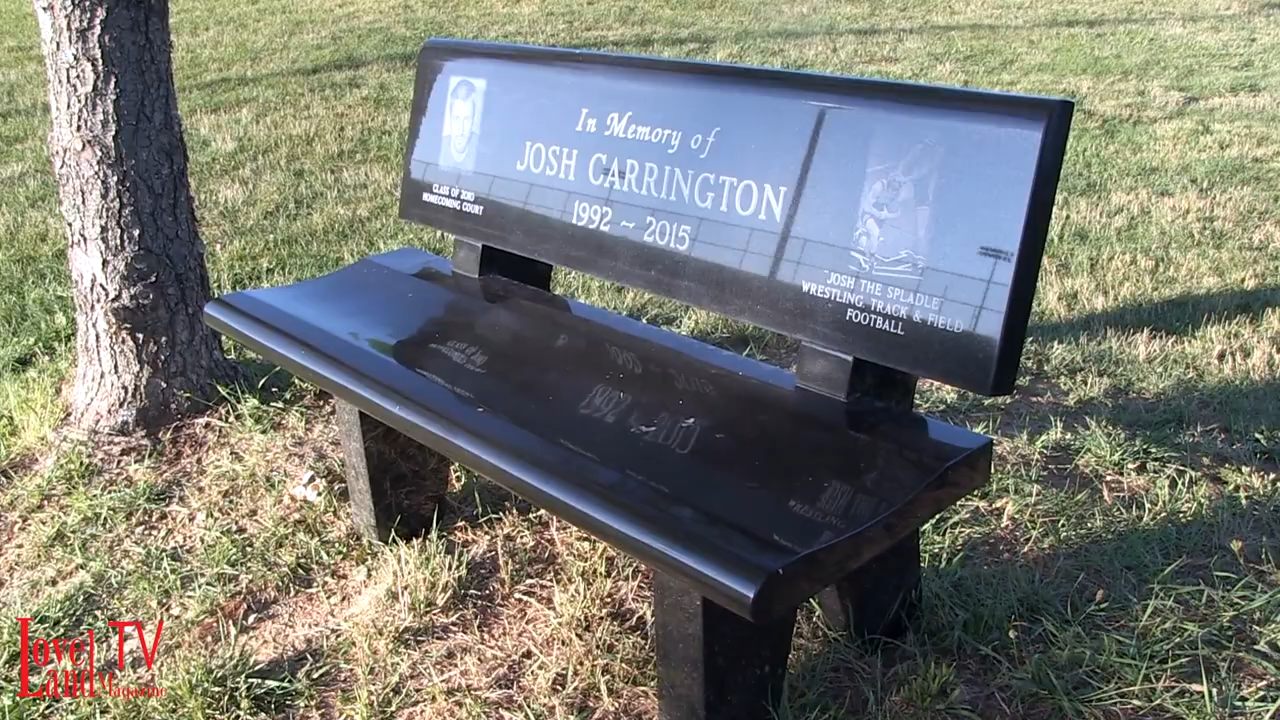 In Memory of
JOSH CARRINGTON
1992 ~ 2015
CLASS OF 2010
HOMECOMING COURT
"JOSH THE SPLADLE"
WRESTLING, TRACK & FIELD
FOOTBALL
LoveLand TV
Magazine